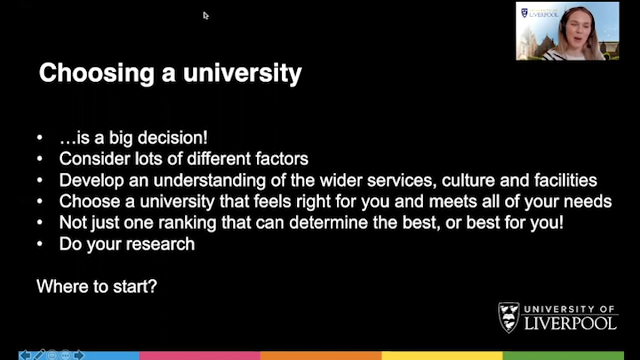 Choosing a university
• …is a big decision!
• Consider lots of different factors
• Develop an understanding of the wider services, culture and facilities
• Choose a university that feels right for you and meets all of your needs
• Not just one ranking that can determine the best, or best for you!
• Do your research
Where to start?
UNIVERSITY OF
LIVERPOOL
LIVERPOOL